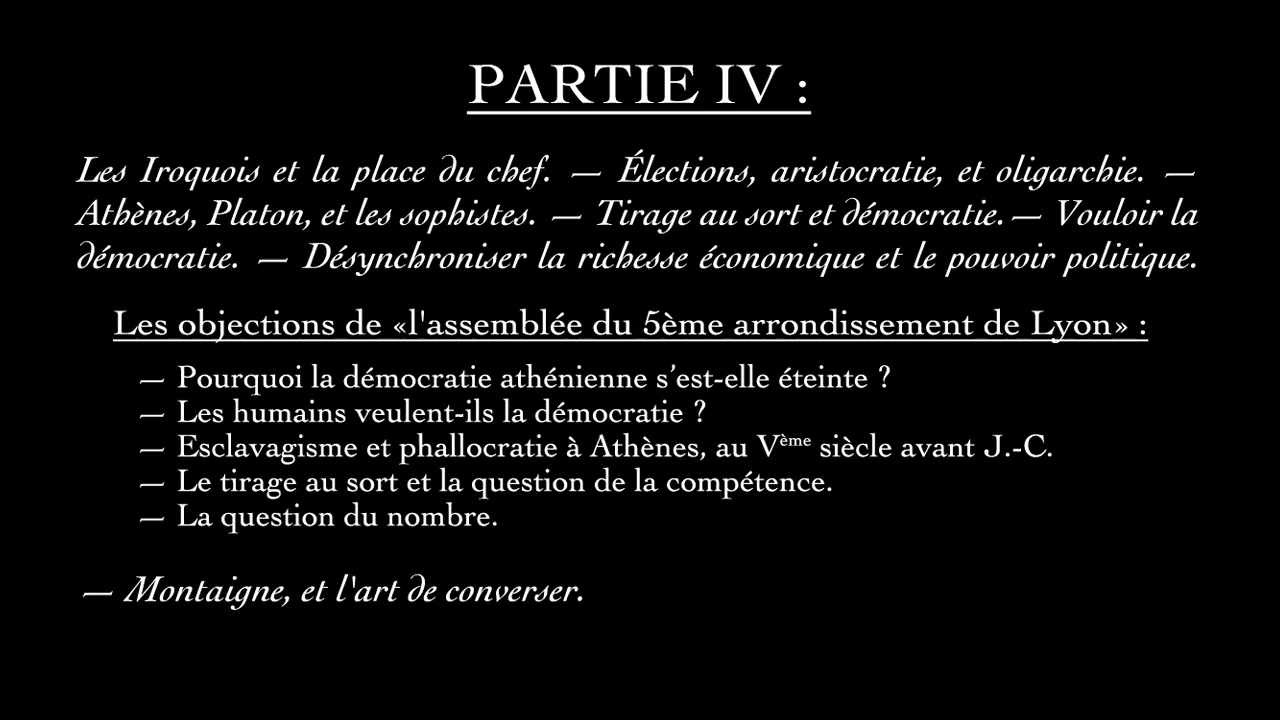 PARTIE IV :
Les Iroquois et la place du chef. — Élections, aristocratie, et oligarchie. —
Athènes, Platon, et les sophistes. — Tirage au sort et démocratie. — Vouloir la
démocratie. — Désynchroniser la richesse économique et le pouvoir politique.
Les objections de «l'assemblée du 5ème arrondissement de Lyon» :
— Pourquoi la démocratie athénienne s’est-elle éteinte ?
— Les humains veulent-ils la démocratie ?
— Esclavagisme et phallocratie à Athènes, au Vème siècle avant J.-C.
— Le tirage au sort et la question de la compétence.
— La question du nombre.
— Montaigne, et l'art de converser.